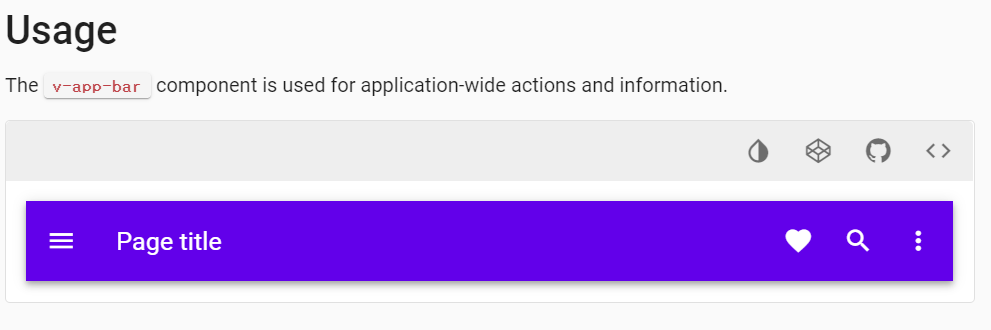 Usage
The v-app-bar component is used for application-wide actions and information.
Page title